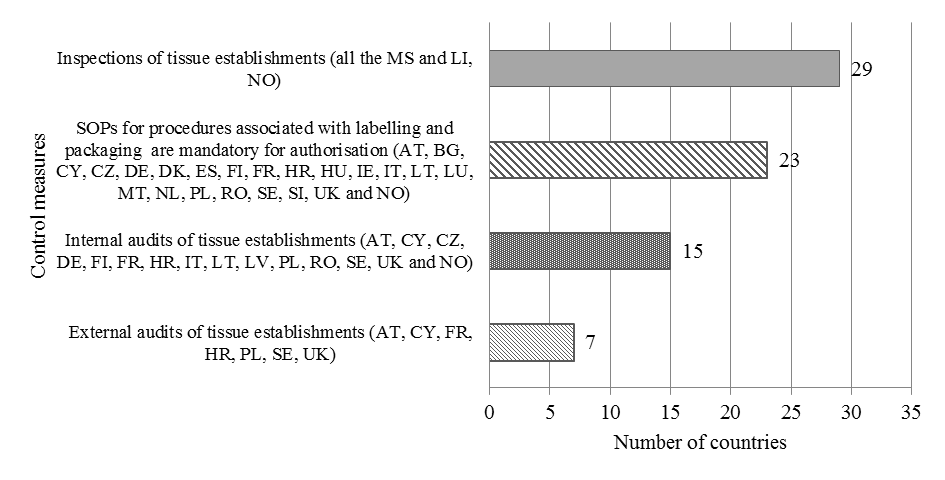 Control measures
Inspections of tissue establishments (all the MS and LI,
NO)
29
SOPs for procedures associated with labelling and
packaging are mandatory for authorisation (AT, BG,
CY, CZ, DE, DK, ES, FI, FR, HR, HU, IE, IT, LT, LU,
MT, NL, PL, RO, SE, SI, UK and NO)
23
Internal audits of tissue establishments (AT, CY, CZ,
DE, FI, FR, HR, IT, LT, LV, PL, RO, SE, UK and NO)
15
External audits of tissue establishments (AT, CY, FR,
HR, PL, SE, UK)
7
0 5 10 15 20 25 30 35
Number of countries